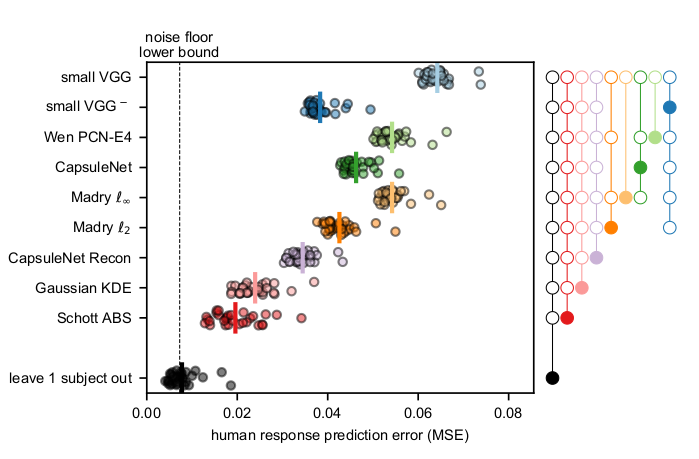 noise floor
lower bound
small VGG
small VGG⁻
Wen PCN-E4
CapsuleNet
Madry ℓ∞
Madry ℓ₂
CapsuleNet Recon
Gaussian KDE
Schott ABS
leave 1 subject out
0.00 0.02 0.04 0.06 0.08
human response prediction error (MSE)